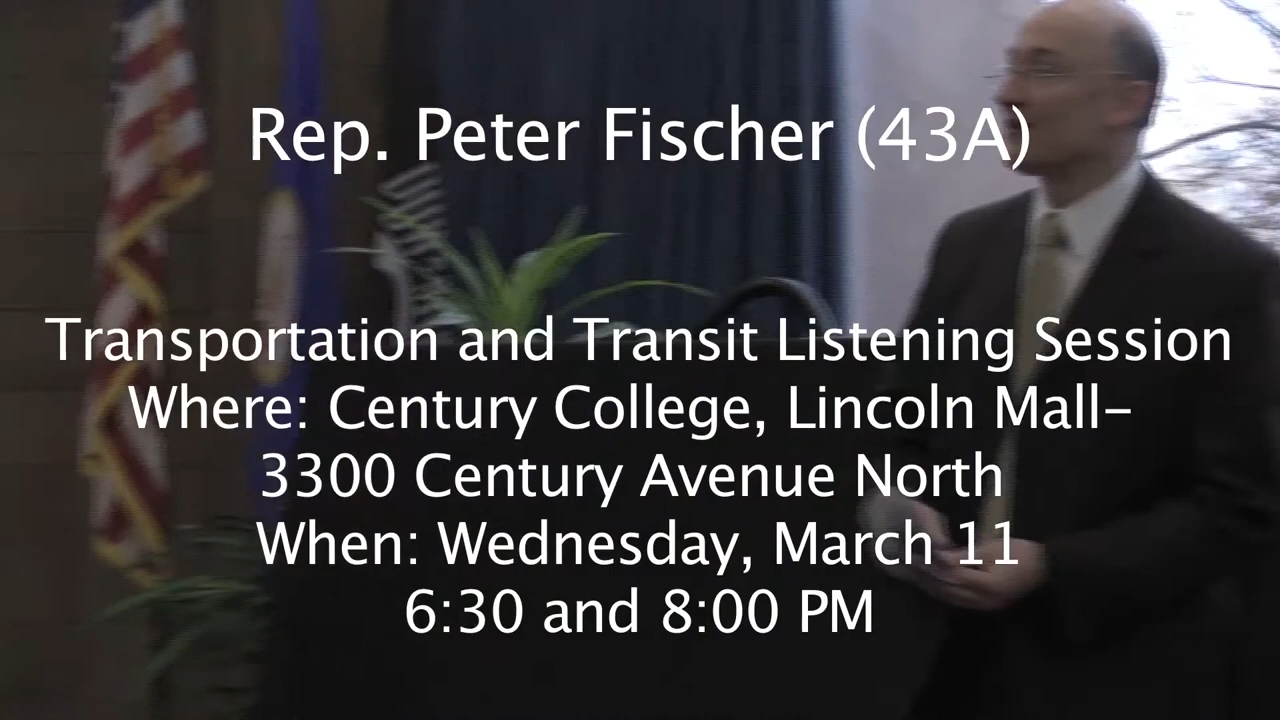 Rep. Peter Fischer (43A)
Transportation and Transit Listening Session
Where: Century College, Lincoln Mall–
3300 Century Avenue North
When: Wednesday, March 11
6:30 and 8:00 PM